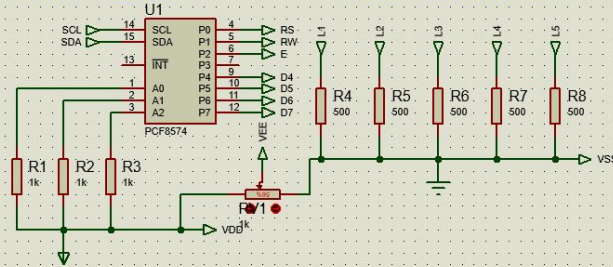 U1
SCL 14 SCL P0 4 RS
SDA 15 SDA P1 5 RW
P2 6 E
13 INT P3 7
P4 9 D4
1 A0 P5 10 D5
2 A1 P6 11 D6
3 A2 P7 12 D7
PCF8574
L1 L2 L3 L4 L5
R4 R5 R6 R7 R8
500 500 500 500 500
VEE
VSS
R1 R2 R3
1k 1k 1k
RV1
1k
VDD